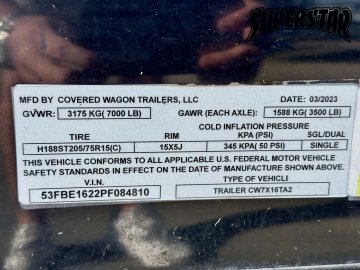 SUPERSTAR
MFD BY COVERED WAGON TRAILERS, LLC DATE: 03/2023
GVWR: 3175 KG( 7000 LB) GAWR (EACH AXLE): 1588 KG( 3500 LB)
COLD INFLATION PRESSURE
TIRE RIM KPA (PSI) SGL/DUAL
H188ST205/75R15(C) 15X5J 345 KPA( 50 PSI) SINGLE
THIS VEHICLE CONFORMS TO ALL APPLICABLE U.S. FEDERAL MOTOR VEHICLE
SAFETY STANDARDS IN EFFECT ON THE DATE OF MANUFACTURE SHOWN ABOVE.
53FBE1622PF084810 TRAILER CW7X16TA2
V.I.N. TYPE OF VEHICLE